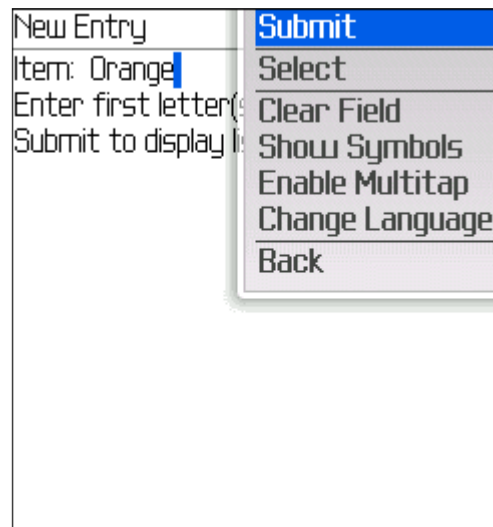 New Entry
Item: Orange
Enter first letter(
Submit to display
Submit
Select
Clear Field
Show Symbols
Enable Multitap
Change Language
Back